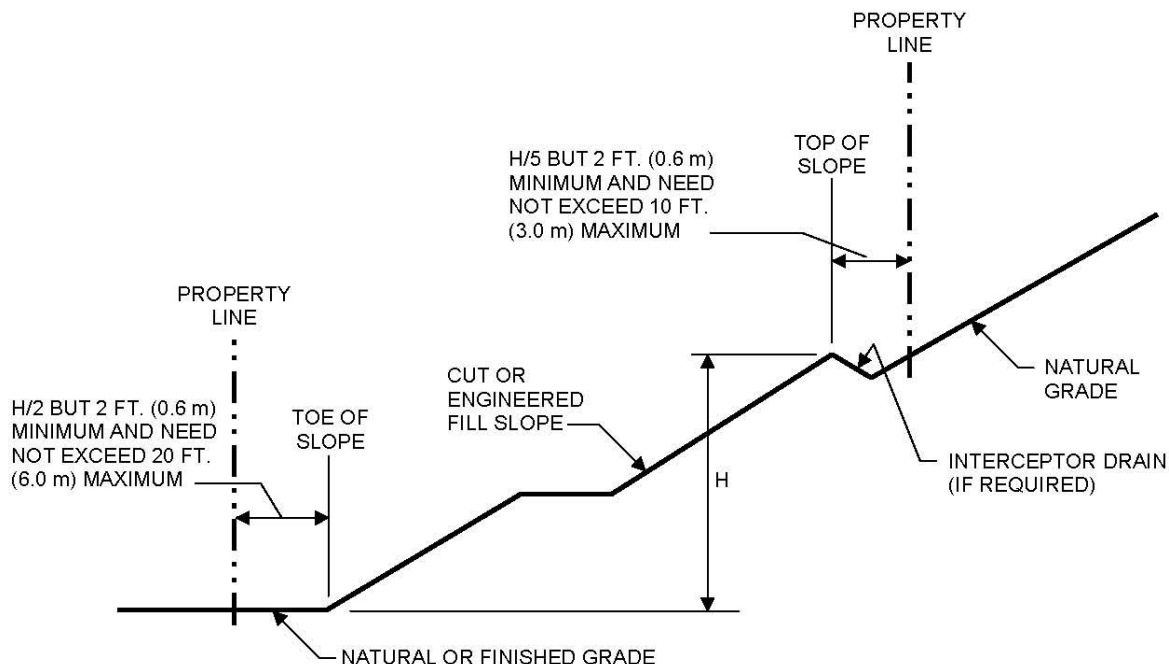 PROPERTY
LINE
TOP OF
SLOPE
H/5 BUT 2 FT. (0.6 m)
MINIMUM AND NEED
NOT EXCEED 10 FT.
(3.0 m) MAXIMUM
PROPERTY
LINE
H/2 BUT 2 FT. (0.6 m)
MINIMUM AND NEED
NOT EXCEED 20 FT.
(6.0 m) MAXIMUM
TOE OF
SLOPE
CUT OR
ENGINEERED
FILL SLOPE
H
NATURAL
GRADE
INTERCEPTOR DRAIN
(IF REQUIRED)
NATURAL OR FINISHED GRADE